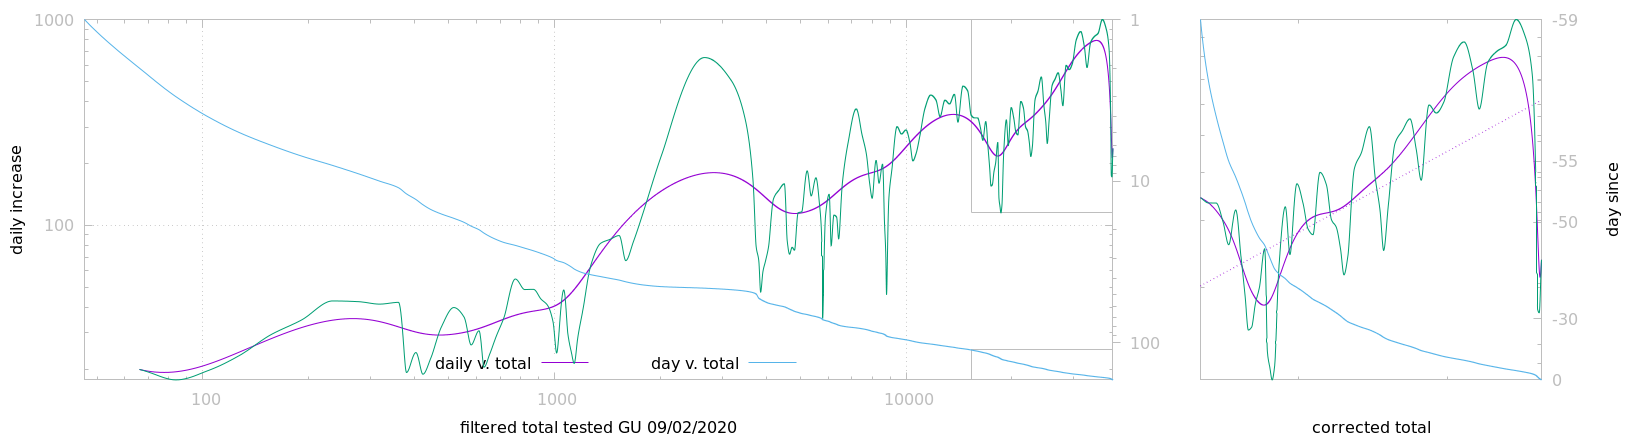 1000
100
daily increase
100
1000
10000
1
10
100
daily v. total
day v. total
filtered total tested GU 09/02/2020
-59
-55
-50
-30
0
day since
corrected total